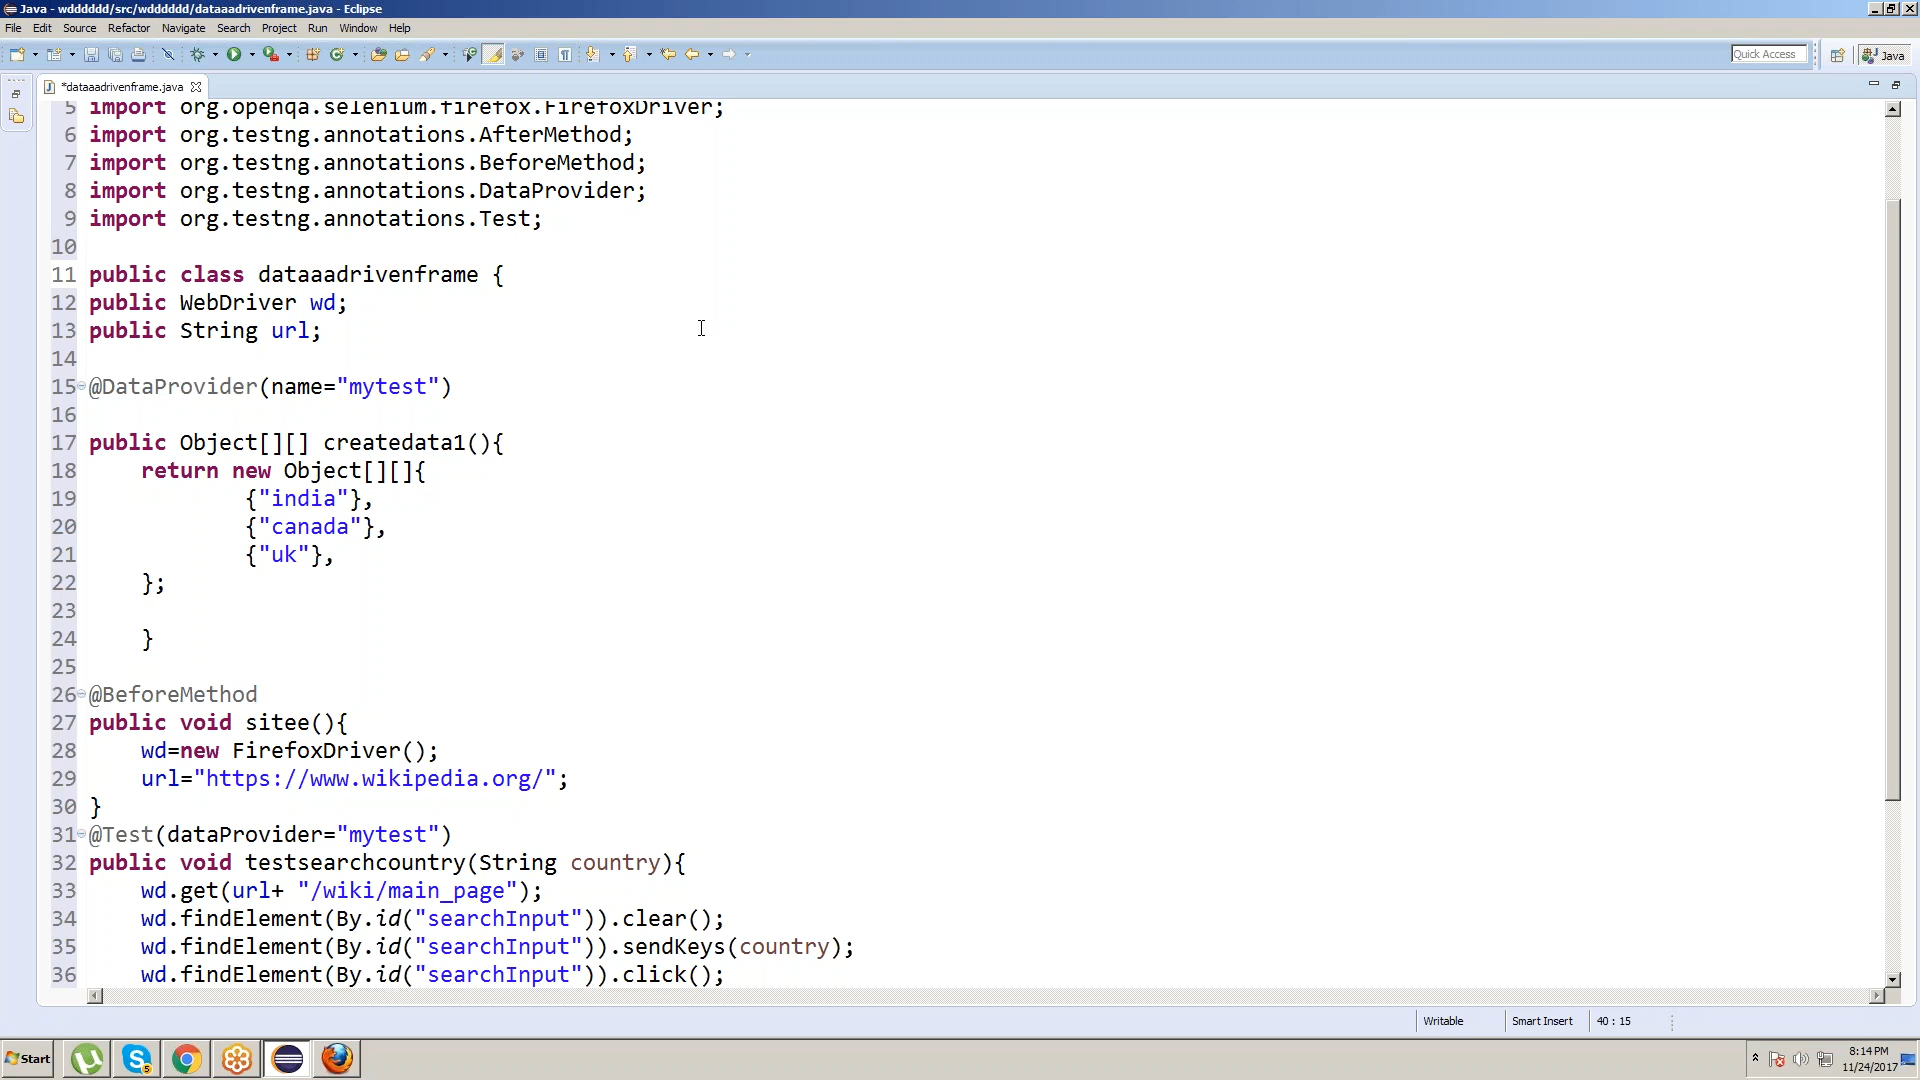 Java - wdddddd/src/wdddddd/dataaadrivenframe.java - Eclipse
File Edit Source Refactor Navigate Search Project Run Window Help
Quick Access Java
*dataaadrivenframe.java
5 import org.openqa.selenium.firefox.FirefoxDriver;
6 import org.testng.annotations.AfterMethod;
7 import org.testng.annotations.BeforeMethod;
8 import org.testng.annotations.DataProvider;
9 import org.testng.annotations.Test;
10
11 public class dataaadrivenframe {
12 public WebDriver wd;
13 public String url;
14
15 @DataProvider(name="mytest")
16
17 public Object[][] createdata1(){
18 return new Object[][]{
19 {"india"},
20 {"canada"},
21 {"uk"},
22 };
23
24 }
25
26 @BeforeMethod
27 public void sitee(){
28 wd=new FirefoxDriver();
29 url="https://www.wikipedia.org/";
30 }
31 @Test(dataProvider="mytest")
32 public void testsearchcountry(String country){
33 wd.get(url+ "/wiki/main_page");
34 wd.findElement(By.id("searchInput")).clear();
35 wd.findElement(By.id("searchInput")).sendKeys(country);
36 wd.findElement(By.id("searchInput")).click();
Writable Smart Insert 40 : 15
Start 5 8:14 PM
11/24/2017